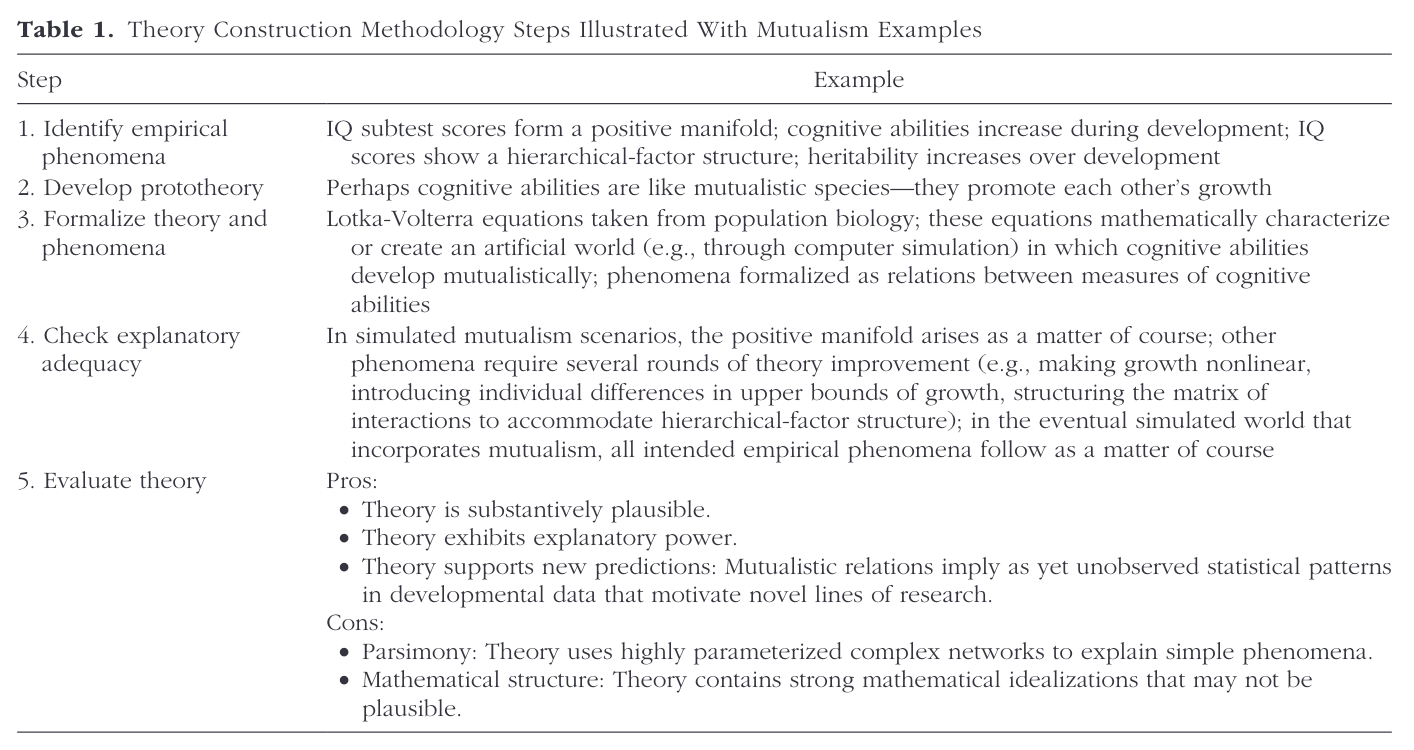 Table 1. Theory Construction Methodology Steps Illustrated With Mutualism Examples
Step Example
1. Identify empirical phenomena
IQ subtest scores form a positive manifold; cognitive abilities increase during development; IQ
scores show a hierarchical-factor structure; heritability increases over development
2. Develop prototheory
Perhaps cognitive abilities are like mutualistic species—they promote each other’s growth
3. Formalize theory and
phenomena
Lotka-Volterra equations taken from population biology; these equations mathematically characterize
or create an artificial world (e.g., through computer simulation) in which cognitive abilities
develop mutualistically; phenomena formalized as relations between measures of cognitive
abilities
4. Check explanatory
adequacy
In simulated mutualism scenarios, the positive manifold arises as a matter of course; other
phenomena require several rounds of theory improvement (e.g., making growth nonlinear,
introducing individual differences in upper bounds of growth, structuring the matrix of
interactions to accommodate hierarchical-factor structure); in the eventual simulated world that
incorporates mutualism, all intended empirical phenomena follow as a matter of course
5. Evaluate theory
Pros:
• Theory is substantively plausible.
• Theory exhibits explanatory power.
• Theory supports new predictions: Mutualistic relations imply as yet unobserved statistical patterns
in developmental data that motivate novel lines of research.
Cons:
• Parsimony: Theory uses highly parameterized complex networks to explain simple phenomena.
• Mathematical structure: Theory contains strong mathematical idealizations that may not be
plausible.